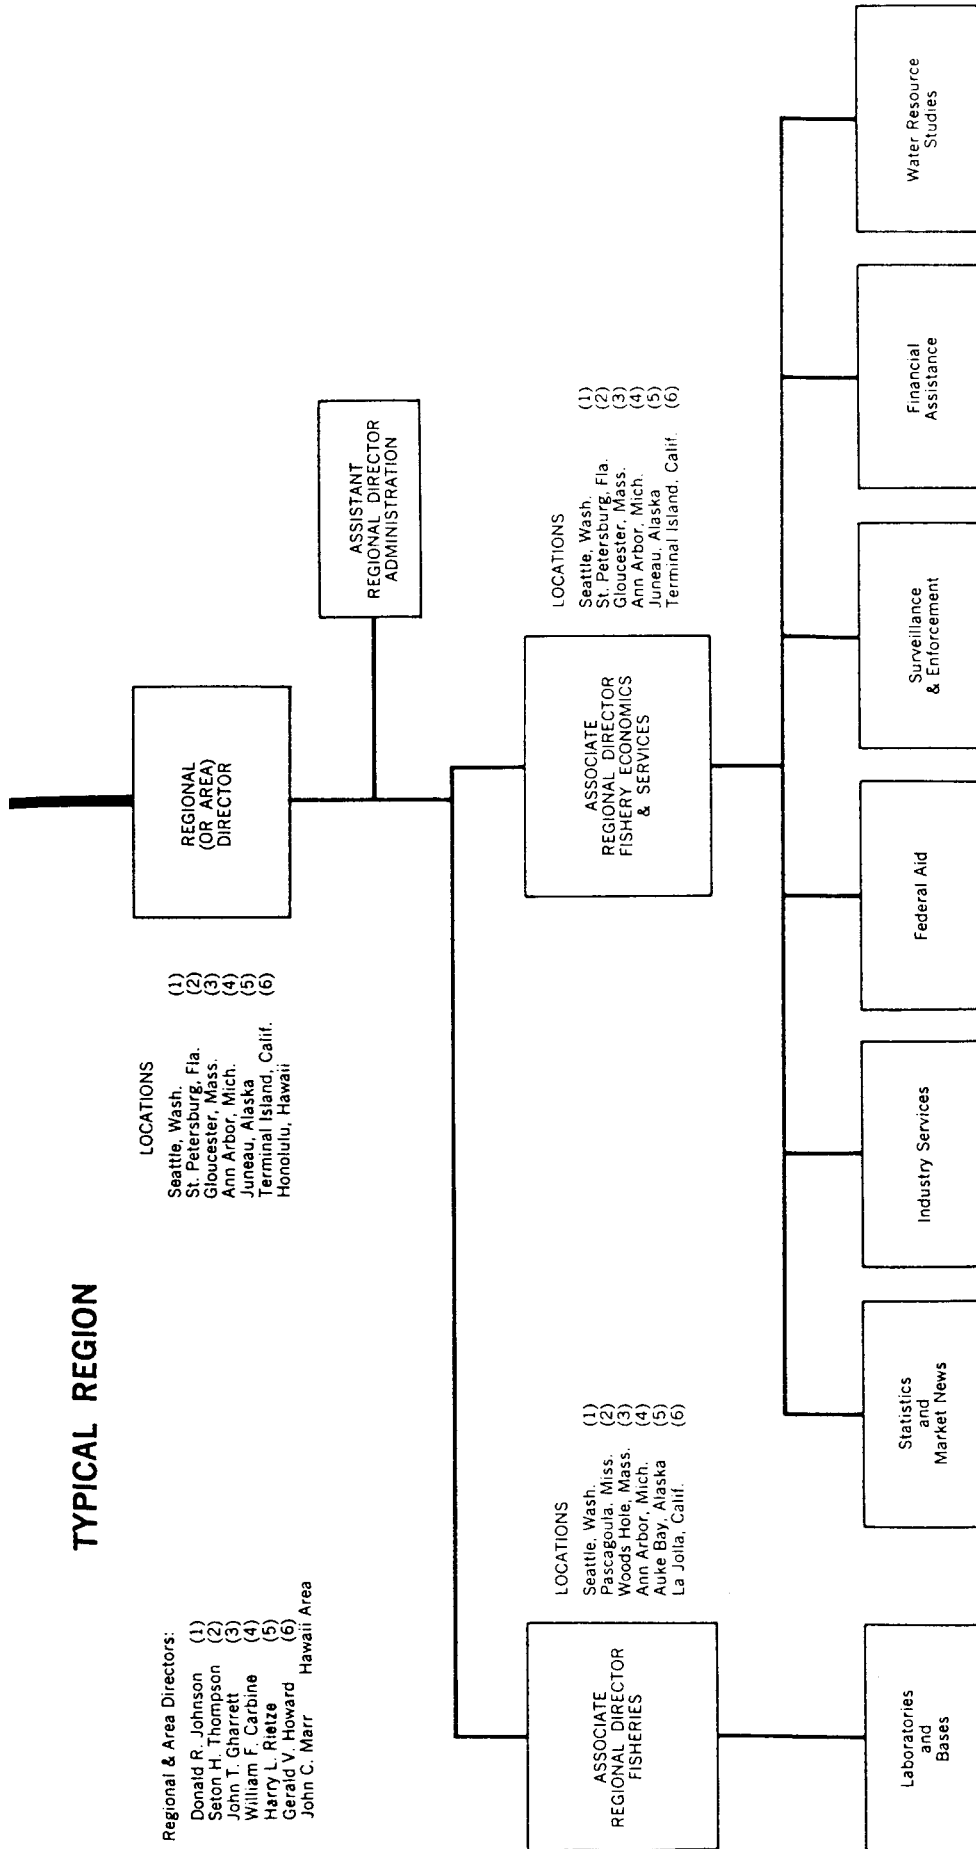 TYPICAL REGION
Regional & Area Directors:
Donald R. Johnson (1)
Seton H. Thompson (2)
John T. Gharrett (3)
William F. Carbine (4)
Harry L. Rietze (5)
Gerald V. Howard (6)
John C. Marr Hawaii Area
LOCATIONS
Seattle, Wash. (1)
St. Petersburg, Fla. (2)
Gloucester, Mass. (3)
Ann Arbor, Mich. (4)
Juneau, Alaska (5)
Terminal Island, Calif. (6)
Honolulu, Hawaii
REGIONAL
(OR AREA)
DIRECTOR
ASSISTANT
REGIONAL DIRECTOR
ADMINISTRATION
ASSOCIATE
REGIONAL DIRECTOR
FISHERIES
LOCATIONS
Seattle, Wash. (1)
Pascagoula, Miss. (2)
Woods Hole, Mass. (3)
Ann Arbor, Mich. (4)
Auke Bay, Alaska (5)
La Jolla, Calif. (6)
ASSOCIATE
REGIONAL DIRECTOR
FISHERY ECONOMICS
& SERVICES
LOCATIONS
Seattle, Wash. (1)
St. Petersburg, Fla. (2)
Gloucester, Mass. (3)
Ann Arbor, Mich. (4)
Juneau, Alaska (5)
Terminal Island, Calif. (6)
Laboratories
and
Bases
Statistics
and
Market News
Industry Services
Federal Aid
Surveillance
& Enforcement
Financial
Assistance
Water Resource
Studies